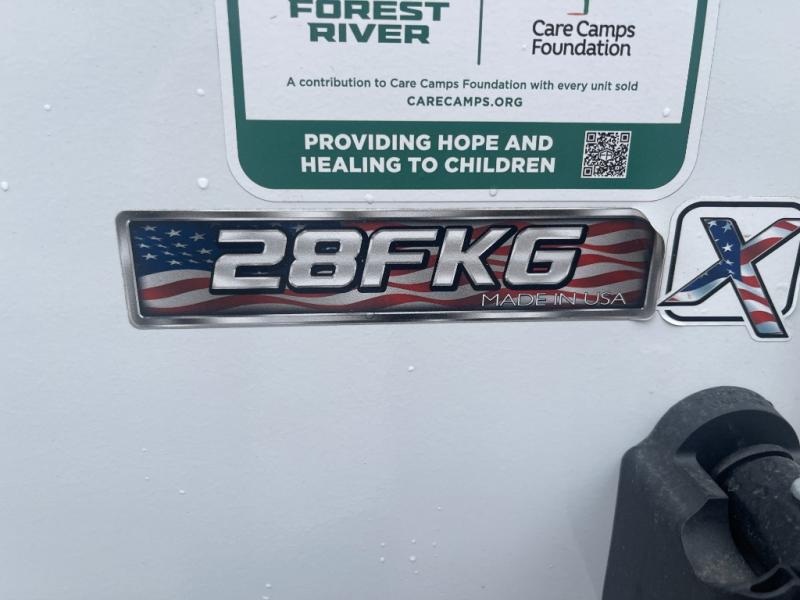 FOREST
RIVER
Care Camps
Foundation
A contribution to Care Camps Foundation with every unit sold
CARECAMPS.ORG
PROVIDING HOPE AND
HEALING TO CHILDREN
28FKG
MADE IN USA
X